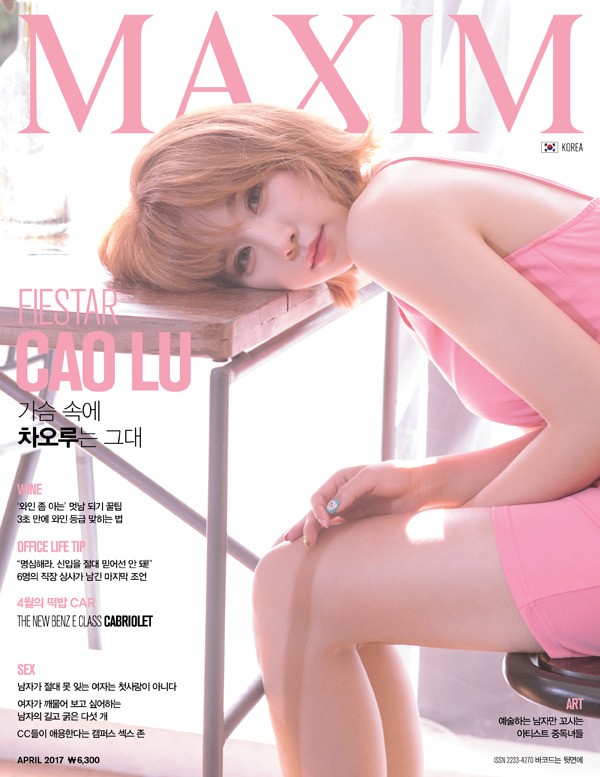 MAXIM
KOREA
FIESTAR
CAO LU
가슴 속에
차오루는 그대
WINE
‘와인 좀 아는’ 멋남 되기 꿀팁
3초 만에 와인 등급 맞히는 법
OFFICE LIFE TIP
“명심해라, 신입을 절대 믿어선 안 돼!”
6명의 직장 상사가 남긴 마지막 조언
4월의 떡밥 CAR
THE NEW BENZ E CLASS CABRIOLET
SEX
남자가 절대 못 잊는 여자는 첫사랑이 아니다
여자가 깨물어 보고 싶어하는
남자의 길고 굵은 다섯 개
CC들이 애용한다는 캠퍼스 섹스 존
ART
예술하는 남자만 꼬시는
아티스트 중독녀들
APRIL 2017 ₩6,300
ISSN 2233-4270 바코드는 뒷면에